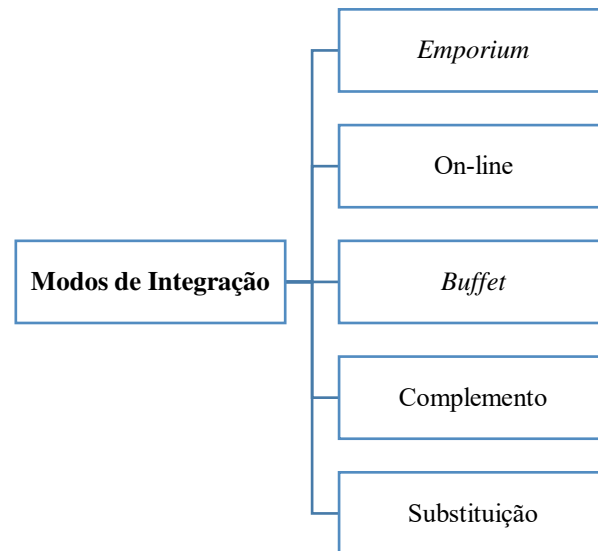 Emporium
On-line
Modos de Integração
Buffet
Complemento
Substituição